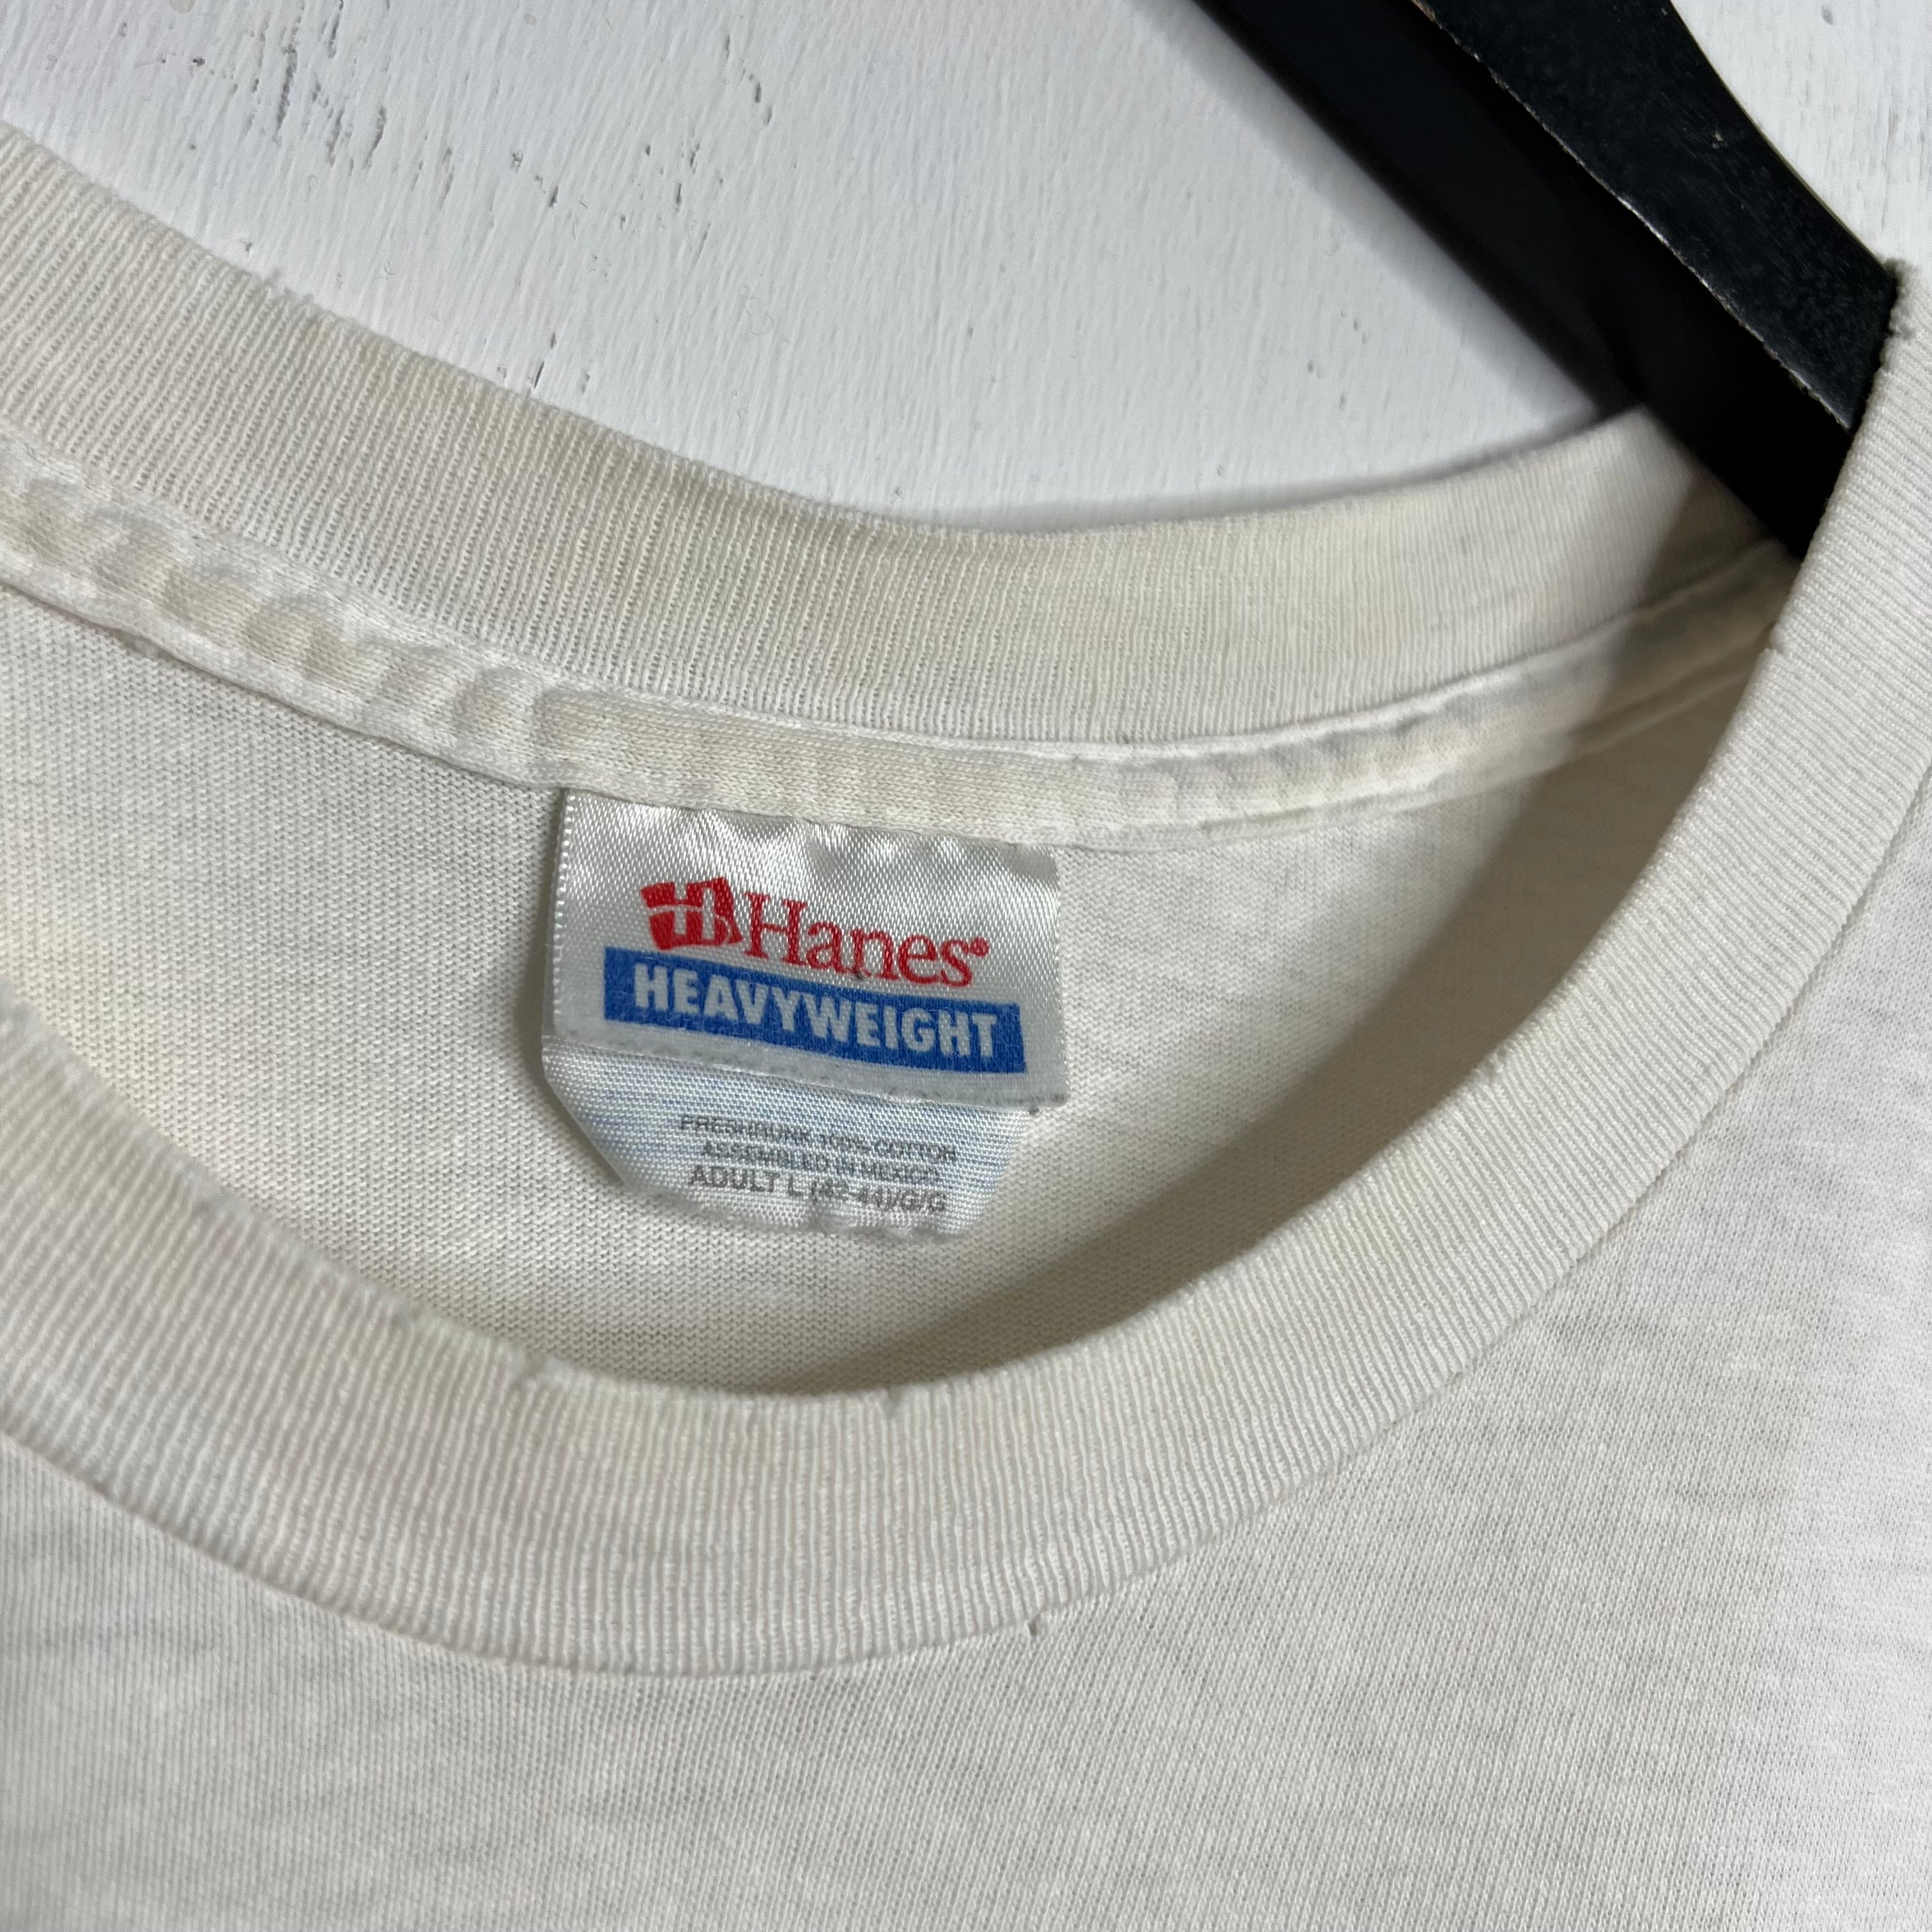 Hanes®
HEAVYWEIGHT
PRESHRUNK 100% COTTON
ASSEMBLED IN MEXICO
ADULT L (42-44)/G/G